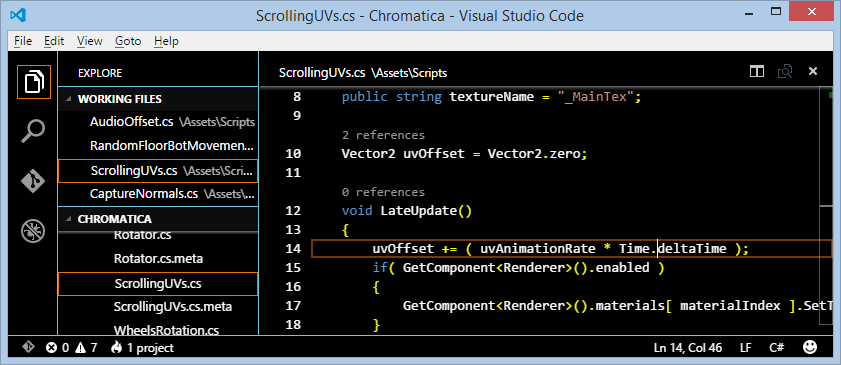 ScrollingUVs.cs - Chromatica - Visual Studio Code
File Edit View Goto Help
EXPLORE
WORKING FILES
AudioOffset.cs \Assets\Scripts
RandomFloorBotMovemen...
ScrollingUVs.cs \Assets\Scri...
CaptureNormals.cs \Assets\...
CHROMATICA
Rotator.cs
Rotator.cs.meta
ScrollingUVs.cs
ScrollingUVs.cs.meta
WheelsRotation.cs
ScrollingUVs.cs \Assets\Scripts
8 public string textureName = "_MainTex";
9
2 references
10 Vector2 uvOffset = Vector2.zero;
11
0 references
12 void LateUpdate()
13 {
14 uvOffset += ( uvAnimationRate * Time.deltaTime );
15 if( GetComponent<Renderer>().enabled )
16 {
17 GetComponent<Renderer>().materials[ materialIndex ].SetT
18 }
0 7 1 project Ln 14, Col 46 LF C#